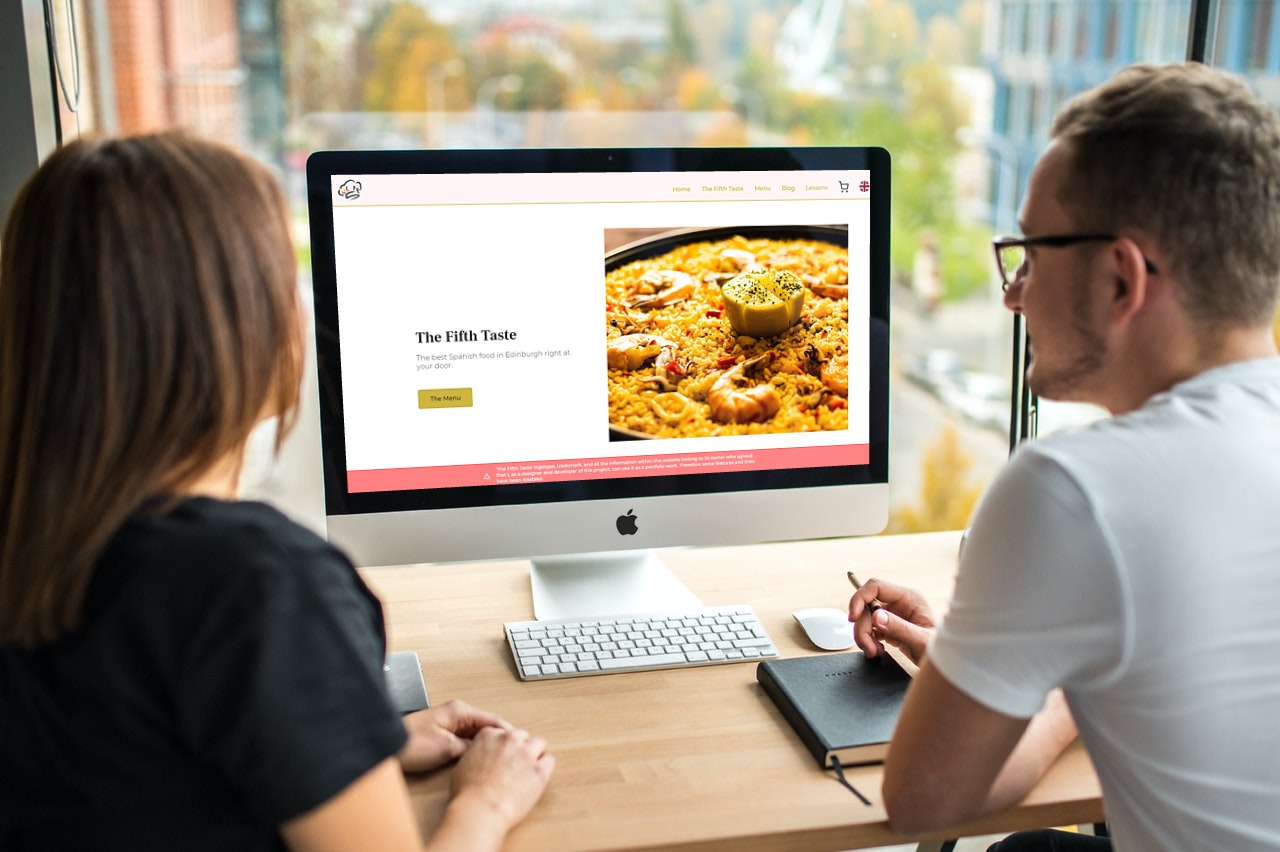 Home The Fifth Taste Menu Blog Lessons
The Fifth Taste
The best Spanish food in Edinburgh right at
your door.
The Menu
"The Fifth Taste" logotype, trademark, and all the information within this website belong to its owner who agreed
that I, as a designer and developer of this project, can use it as a portfolio work. Therefore some features and links
have been disabled.